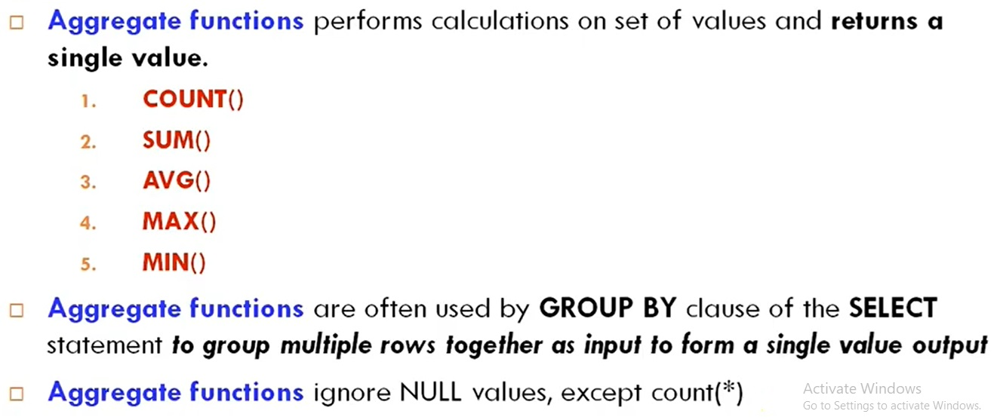 Aggregate functions performs calculations on set of values and returns a
single value.
1. COUNT()
2. SUM()
3. AVG()
4. MAX()
5. MIN()
Aggregate functions are often used by GROUP BY clause of the SELECT
statement to group multiple rows together as input to form a single value output
Aggregate functions ignore NULL values, except count(*)
Activate Windows
Go to Settings to activate Windows.